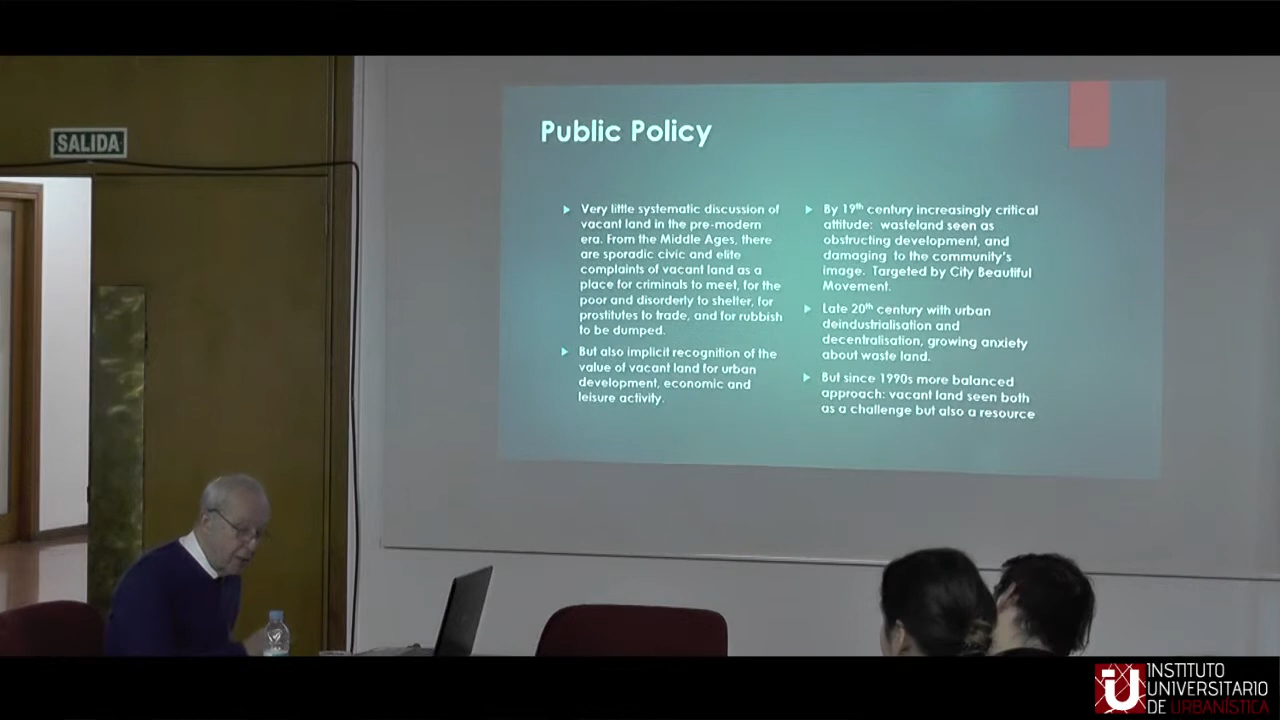 SALIDA
Public Policy
Very little systematic discussion of
vacant land in the pre-modern
era. From the Middle Ages, there
are sporadic civic and elite
complaints of vacant land as a
place for criminals to meet, for the
poor and disorderly to shelter, for
prostitutes to trade, and for rubbish
to be dumped.
But also implicit recognition of the
value of vacant land for urban
development, economic and
leisure activity.
By 19th century increasingly critical
attitude: wasteland seen as
obstructing development, and
damaging to the community's
image. Targeted by City Beautiful
Movement.
Late 20th century with urban
deindustrialisation and
decentralisation, growing anxiety
about waste land.
But since 1990s more balanced
approach: vacant land seen both
as a challenge but also a resource
IU
INSTITUTO
UNIVERSITARIO
DE URBANÍSTICA